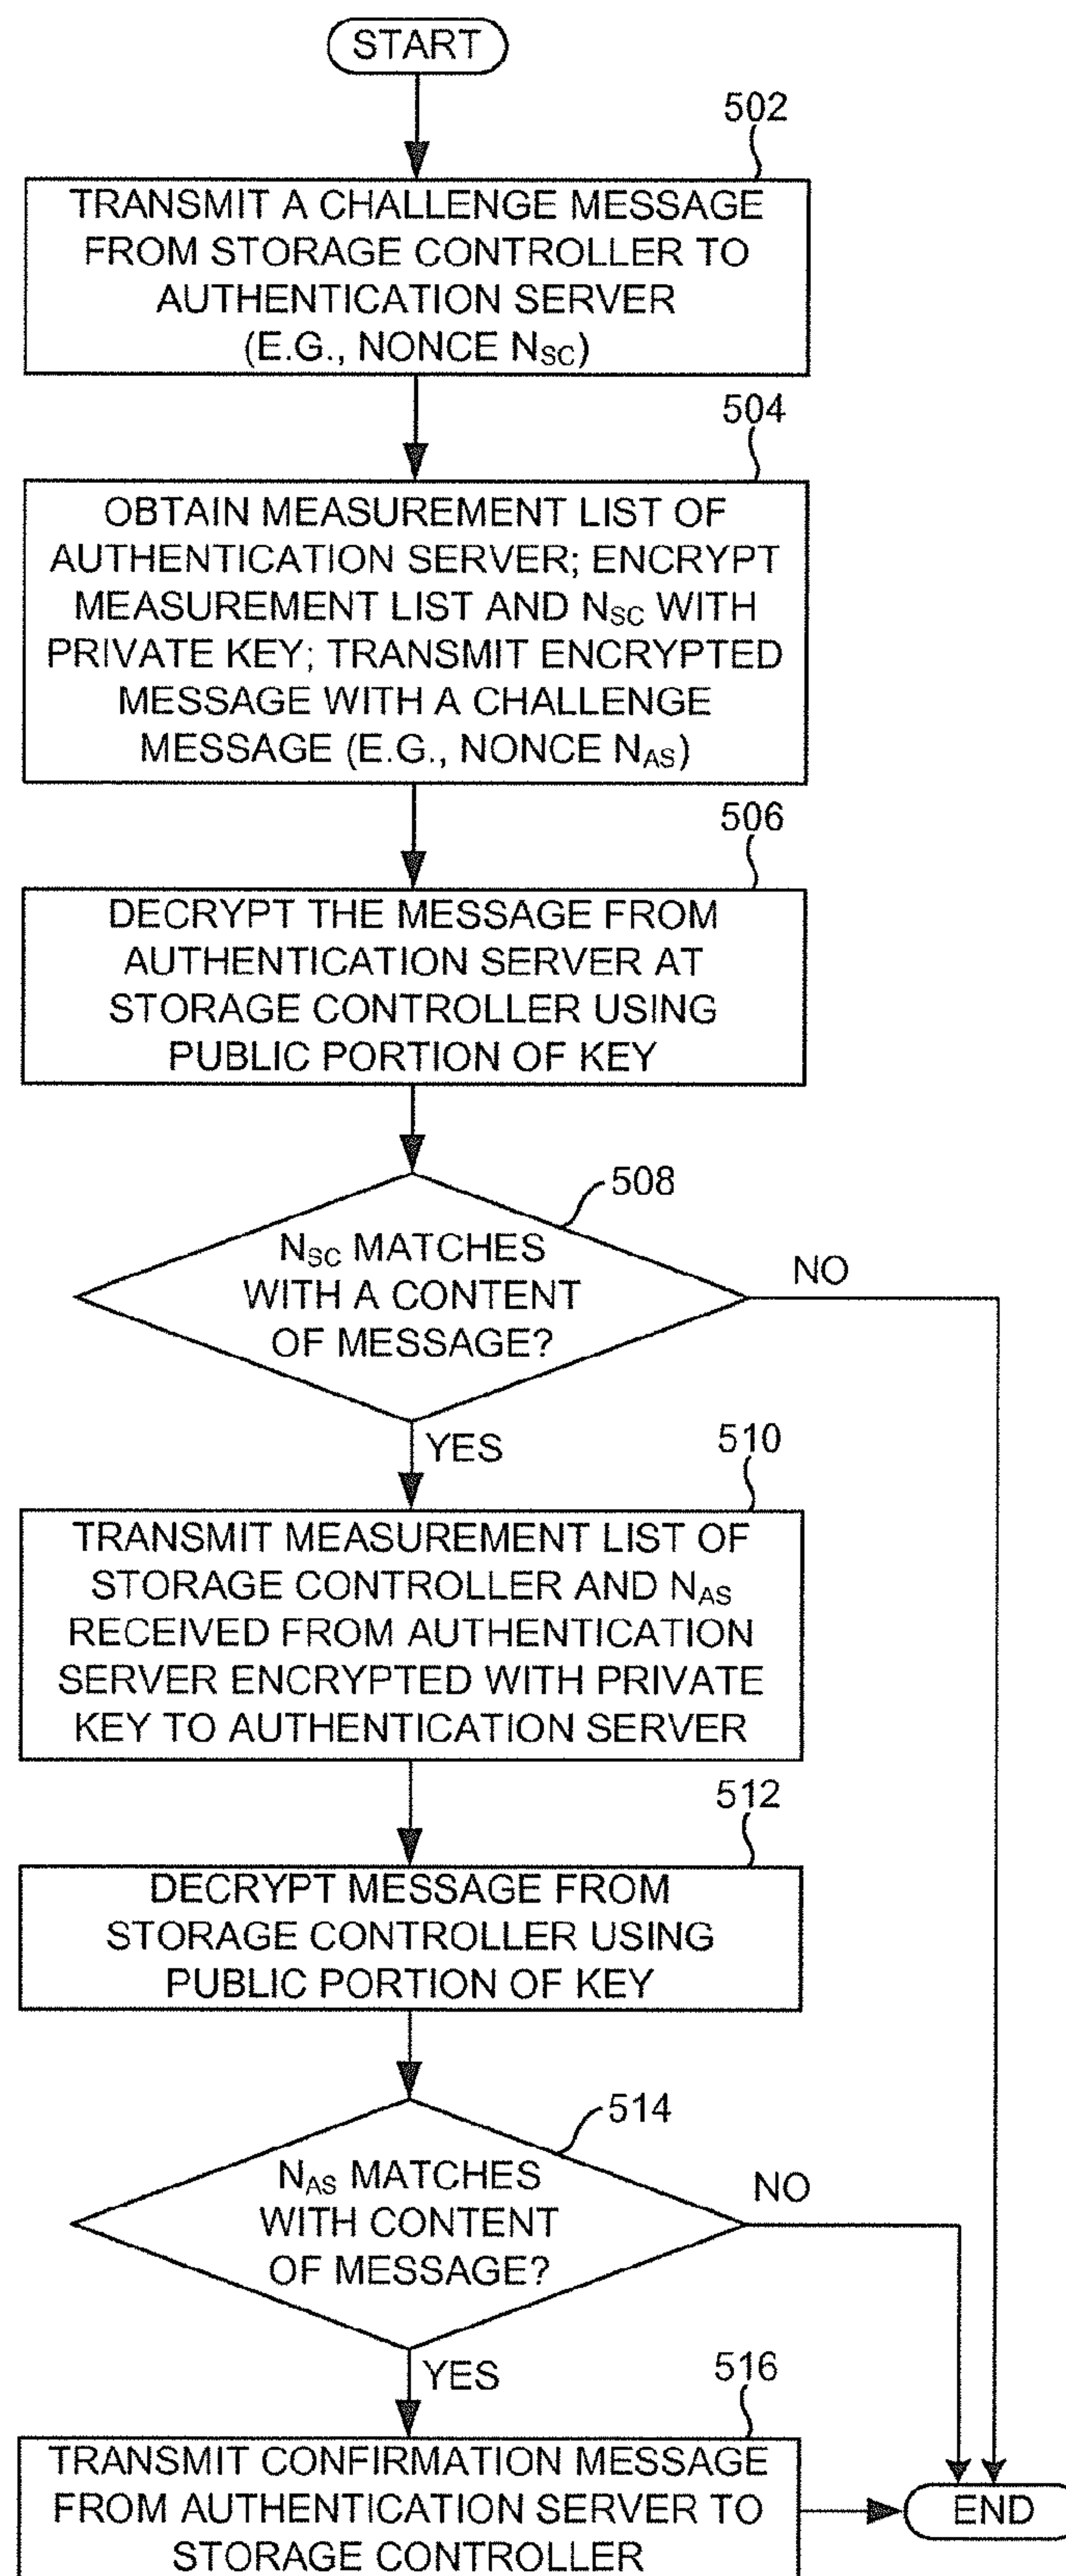 START
502
TRANSMIT A CHALLENGE MESSAGE
FROM STORAGE CONTROLLER TO
AUTHENTICATION SERVER
(E.G., NONCE NSC)
504
OBTAIN MEASUREMENT LIST OF
AUTHENTICATION SERVER; ENCRYPT
MEASUREMENT LIST AND NSC WITH
PRIVATE KEY; TRANSMIT ENCRYPTED
MESSAGE WITH A CHALLENGE
MESSAGE (E.G., NONCE NAS)
506
DECRYPT THE MESSAGE FROM
AUTHENTICATION SERVER AT
STORAGE CONTROLLER USING
PUBLIC PORTION OF KEY
508
NSC MATCHES
WITH A CONTENT
OF MESSAGE?
NO
YES
510
TRANSMIT MEASUREMENT LIST OF
STORAGE CONTROLLER AND NAS
RECEIVED FROM AUTHENTICATION
SERVER ENCRYPTED WITH PRIVATE
KEY TO AUTHENTICATION SERVER
512
DECRYPT MESSAGE FROM
STORAGE CONTROLLER USING
PUBLIC PORTION OF KEY
514
NAS MATCHES
WITH CONTENT
OF MESSAGE?
NO
YES
516
TRANSMIT CONFIRMATION MESSAGE
FROM AUTHENTICATION SERVER TO
STORAGE CONTROLLER
END